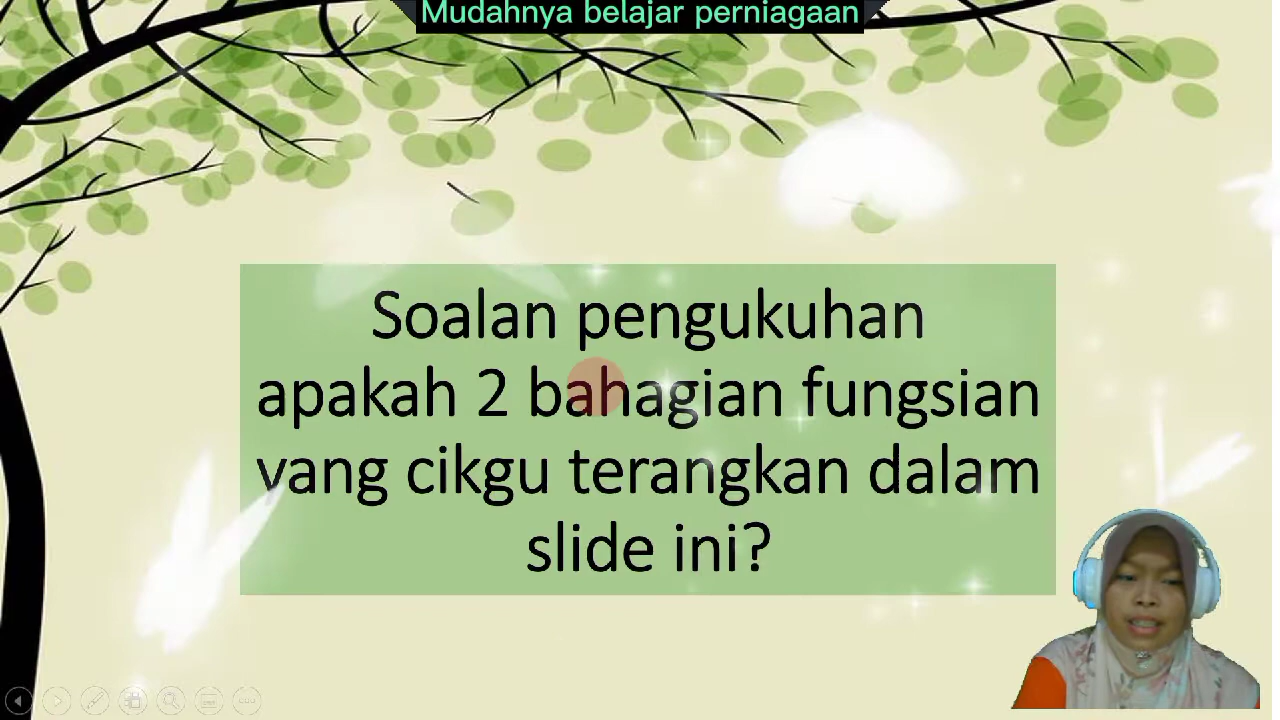 Mudahnya belajar perniagaan
Soalan pengukuhan
apakah 2 bahagian fungsian
yang cikgu terangkan dalam
slide ini?